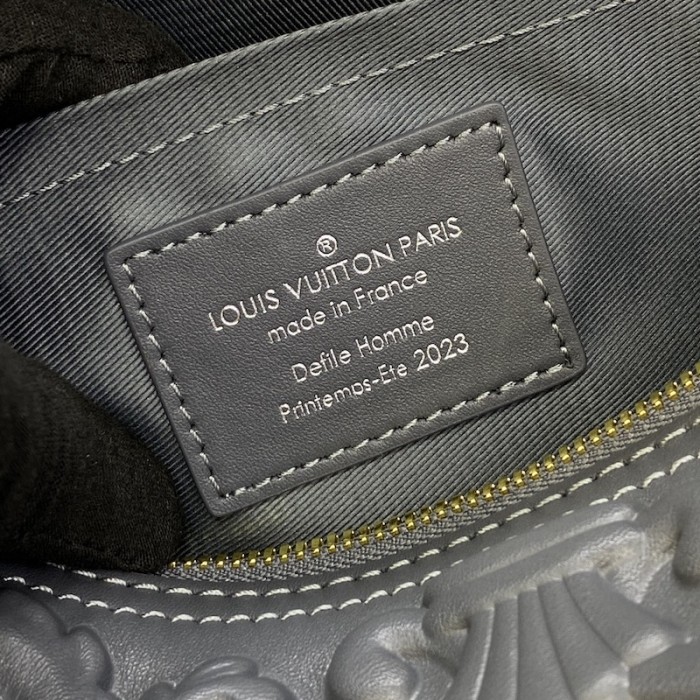 ®
LOUIS VUITTON PARIS
made in France
Defile Homme
Printemps-Ete 2023